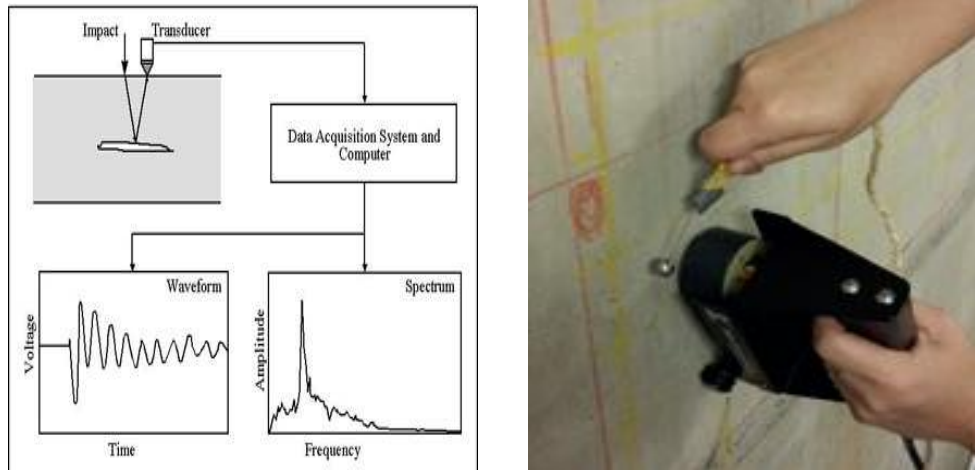 Impact Transducer
Data Acquisition System and
Computer
Waveform
Voltage
Time
Spectrum
Amplitude
Frequency